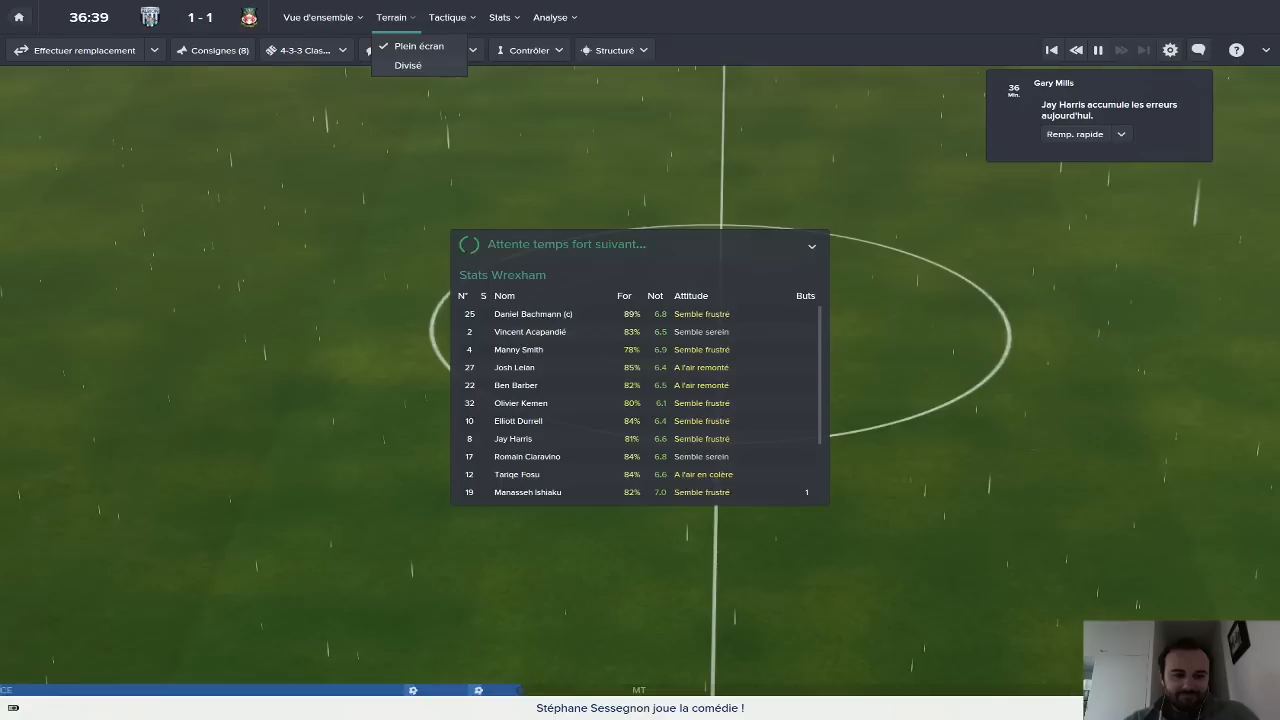 36:39 1 - 1 Vue d'ensemble Terrain Tactique Stats Analyse
Effectuer remplacement Consignes (8) 4-3-3 Clas... Contrôler Structuré
Plein écran
Divisé
36 Min.
Gary Mills
Jay Harris accumule les erreurs
aujourd'hui.
Remp. rapide
Attente temps fort suivant...
Stats Wrexham
N° S Nom For Not Attitude Buts
25 Daniel Bachmann (c) 89% 6.8 Semble frustré
2 Vincent Acapandié 83% 6.5 Semble serein
4 Manny Smith 78% 6.9 Semble frustré
27 Josh Leian 85% 6.4 A l'air remonté
22 Ben Barber 82% 6.5 A l'air remonté
32 Olivier Kemen 80% 6.1 Semble frustré
10 Elliott Durrell 84% 6.4 Semble frustré
8 Jay Harris 81% 6.6 Semble frustré
17 Romain Ciaravino 84% 6.8 Semble serein
12 Tariqe Fosu 84% 6.6 A l'air en colère
19 Manasseh Ishiaku 82% 7.0 Semble frustré 1
CE MT
Stéphane Sessegnon joue la comédie !